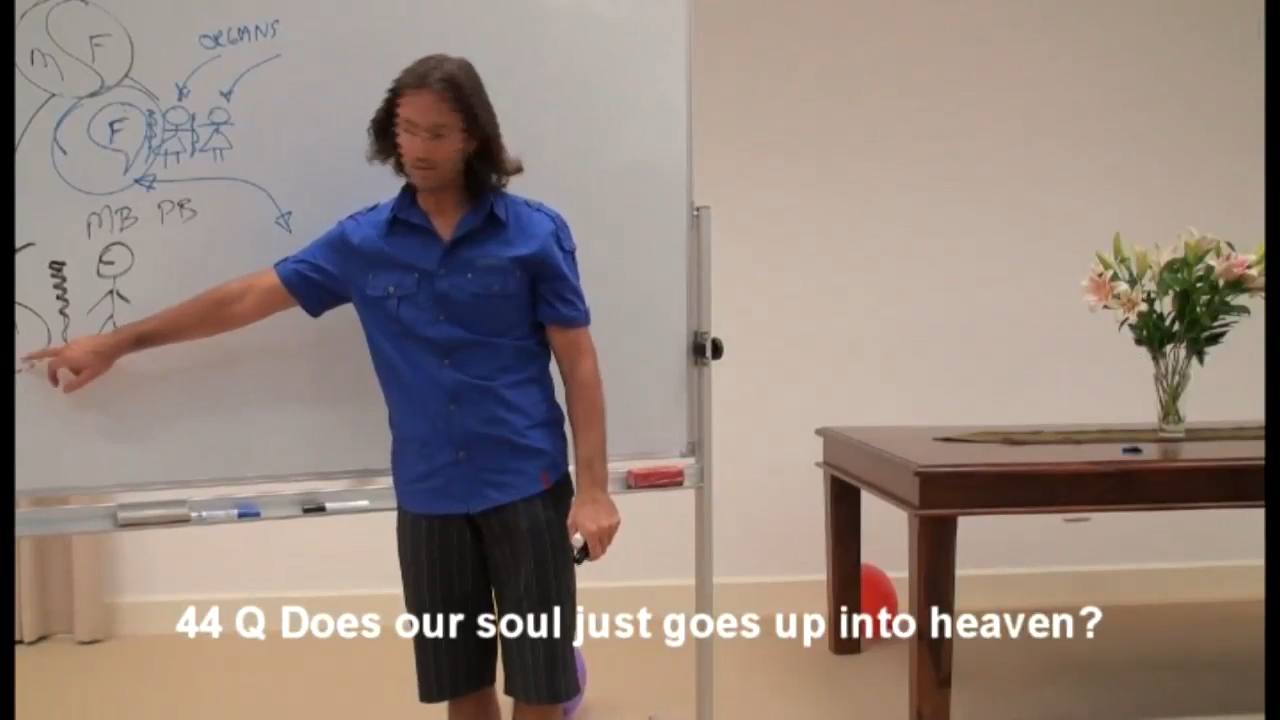 M F
ORGANS
F
MB PB
44 Q Does our soul just goes up into heaven?